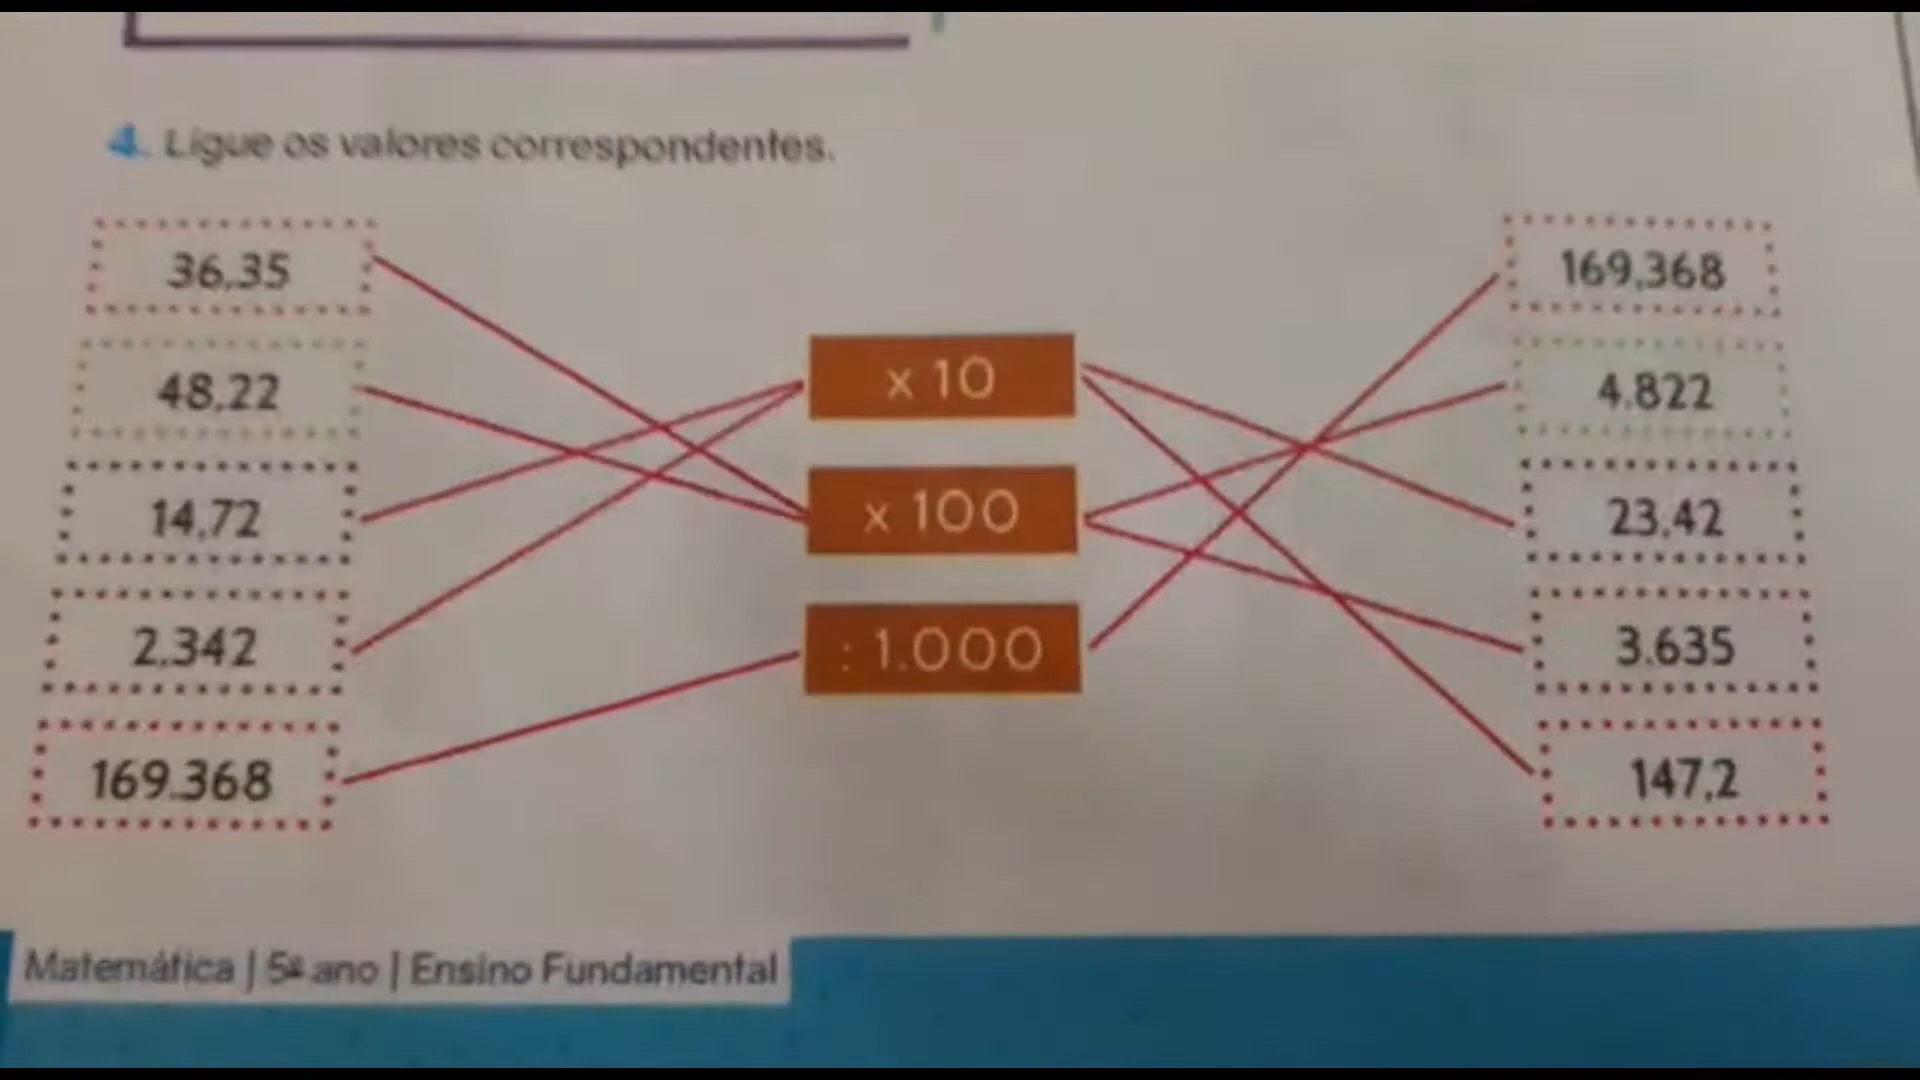 4. Ligue os valores correspondentes.
36,35
48,22
14,72
2,342
169.368
x 10
x 100
: 1.000
169,368
4.822
23,42
3.635
147,2
Matemática | 5º ano | Ensino Fundamental